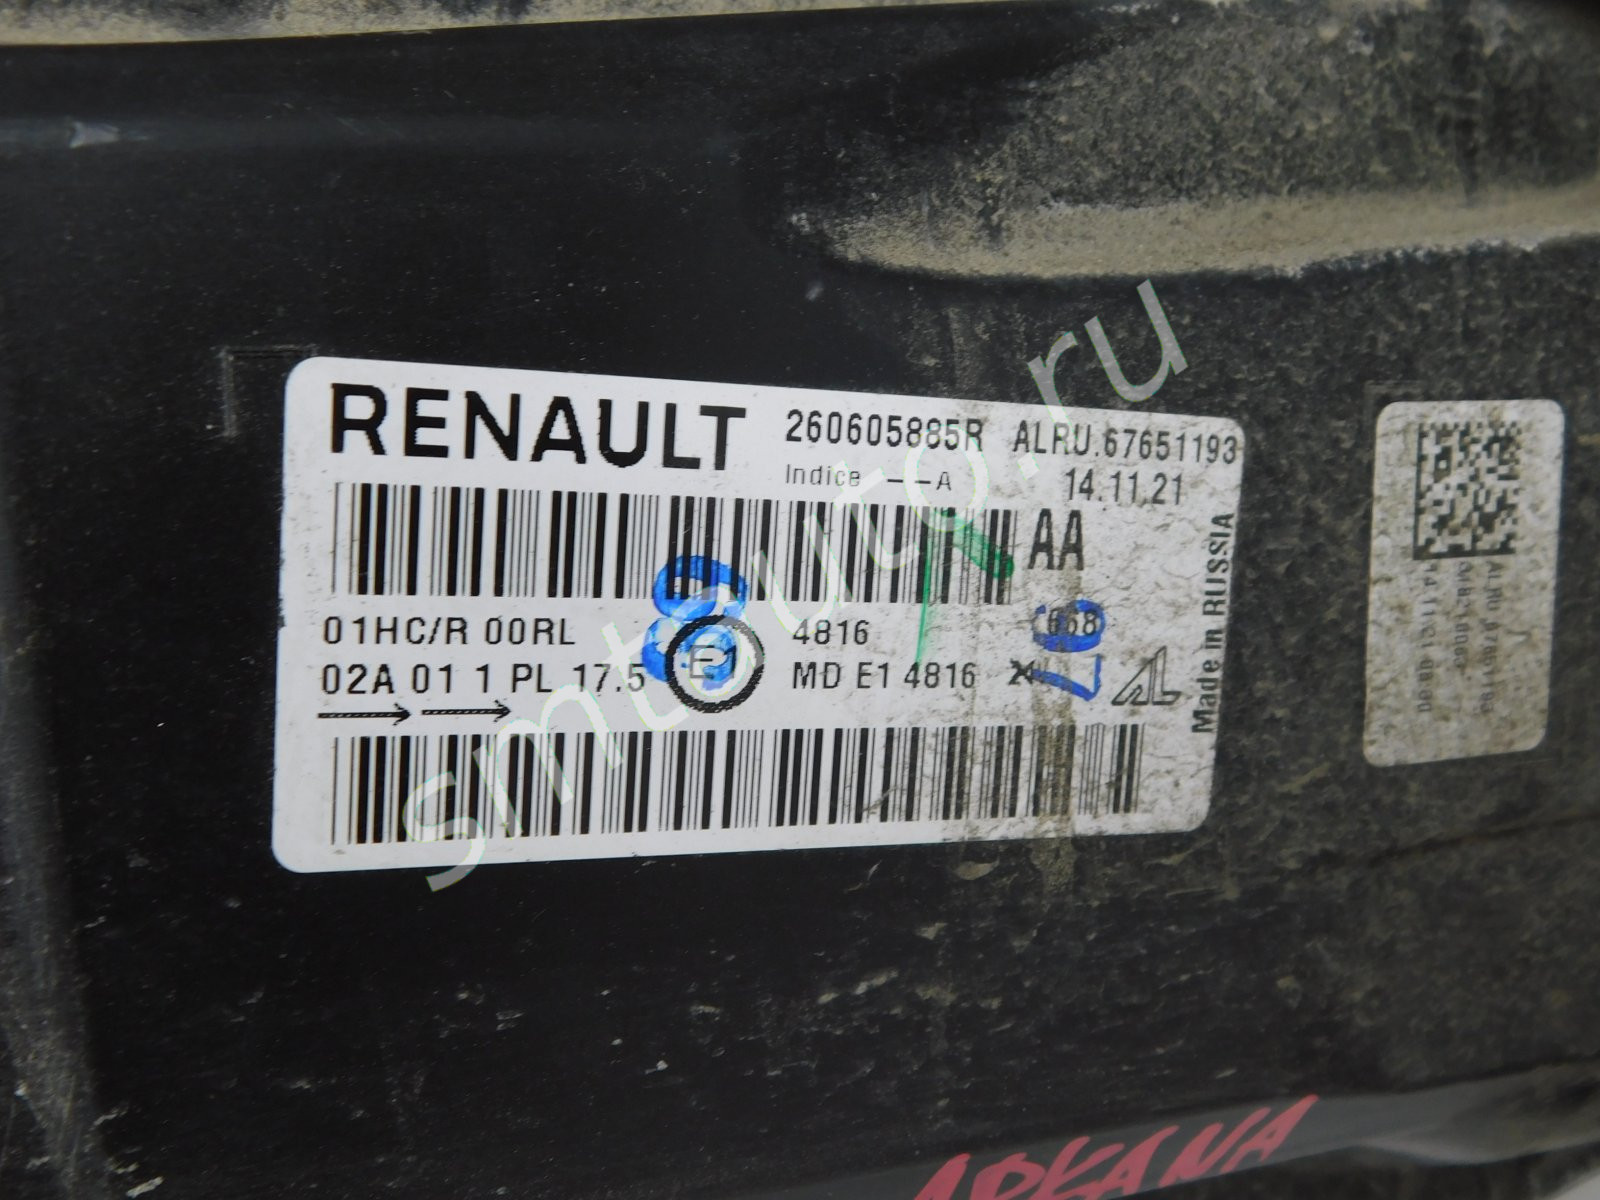 RENAULT 260605885R ALRU.67651193
Indice --A 14.11.21
AA
01HC/R 00RL 4816
02A 01 1 PL 17.5 E1 MD E1 4816
Made in RUSSIA
ARKANA
smtauto.ru